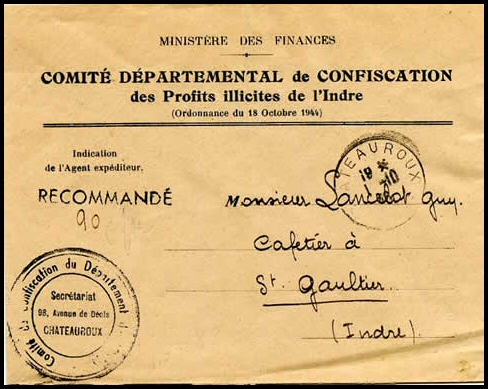 MINISTÈRE DES FINANCES
COMITÉ DÉPARTEMENTAL de CONFISCATION
des Profits illicites de l'Indre
(Ordonnance du 18 Octobre 1944)
Indication
de l'Agent expéditeur.
RECOMMANDÉ
90
CHATEAUROUX
18 *
Monsieur Lancelot Guy.
Cafetier à
St. Gaultier
(Indre)
Comité de Confiscation du Département
Secrétariat
98, Avenue de Déols
CHATEAUROUX